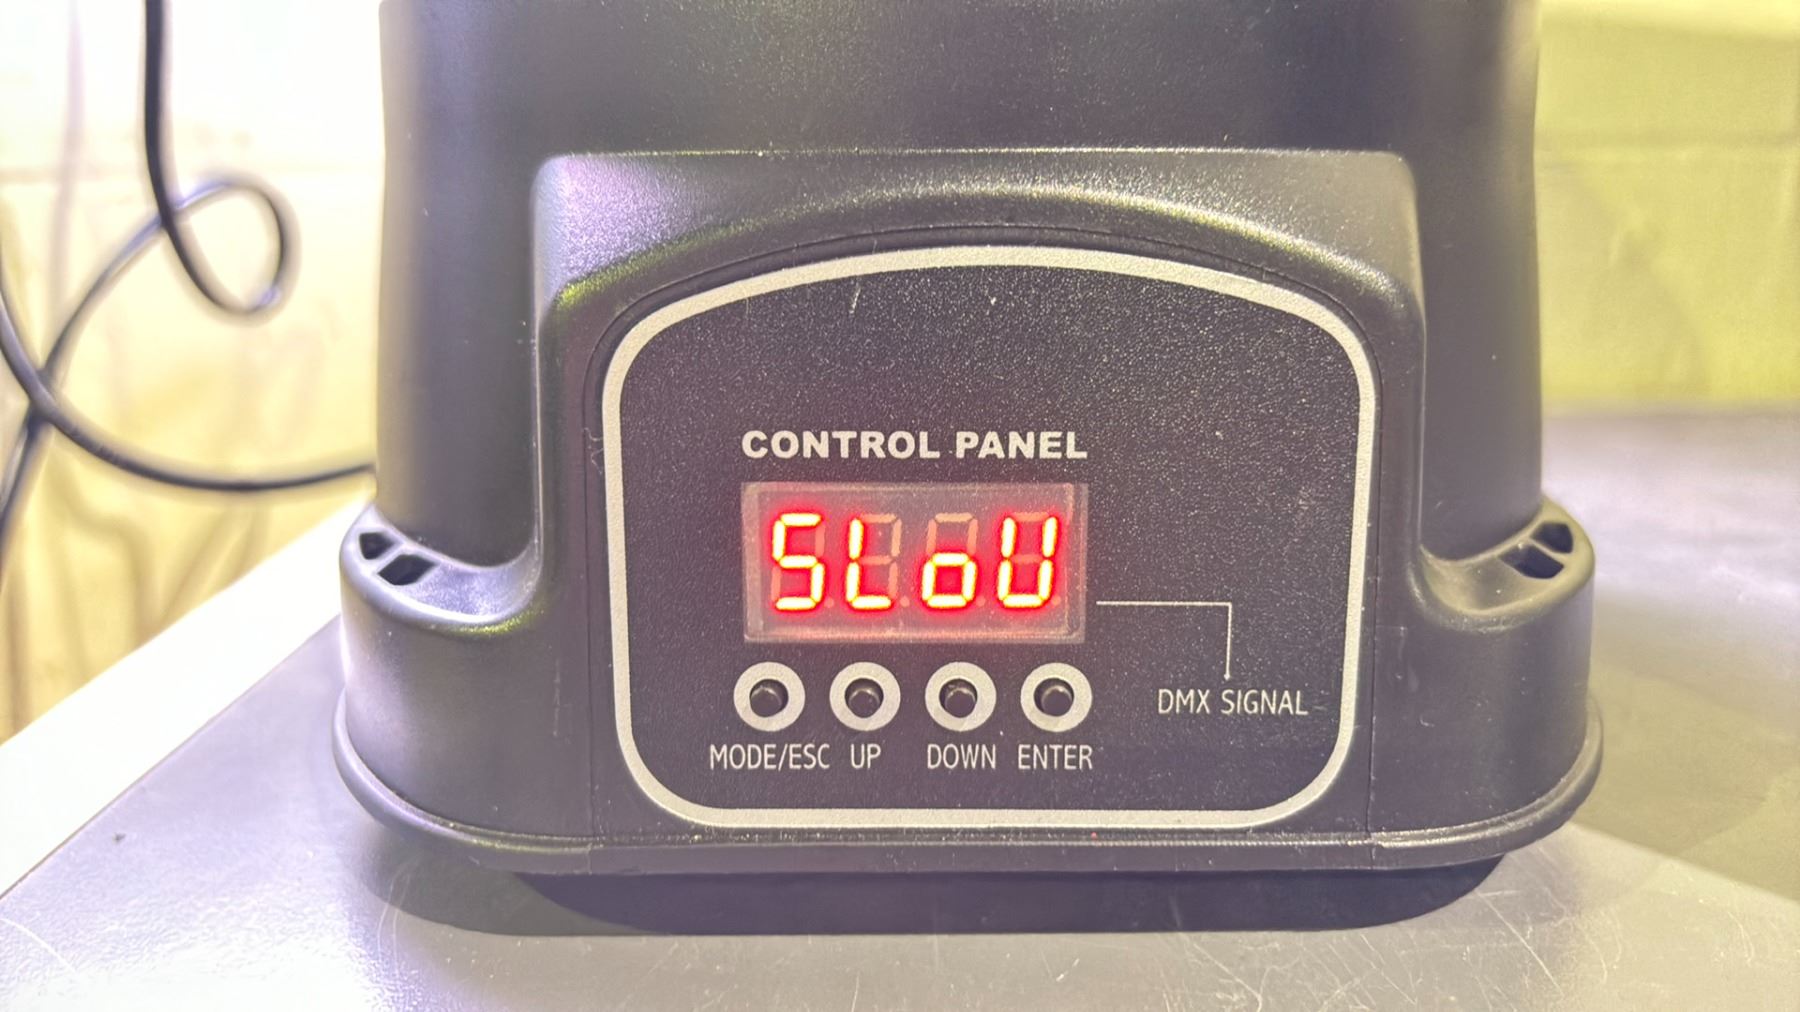 CONTROL PANEL
SLoU
DMX SIGNAL
MODE/ESC UP DOWN ENTER